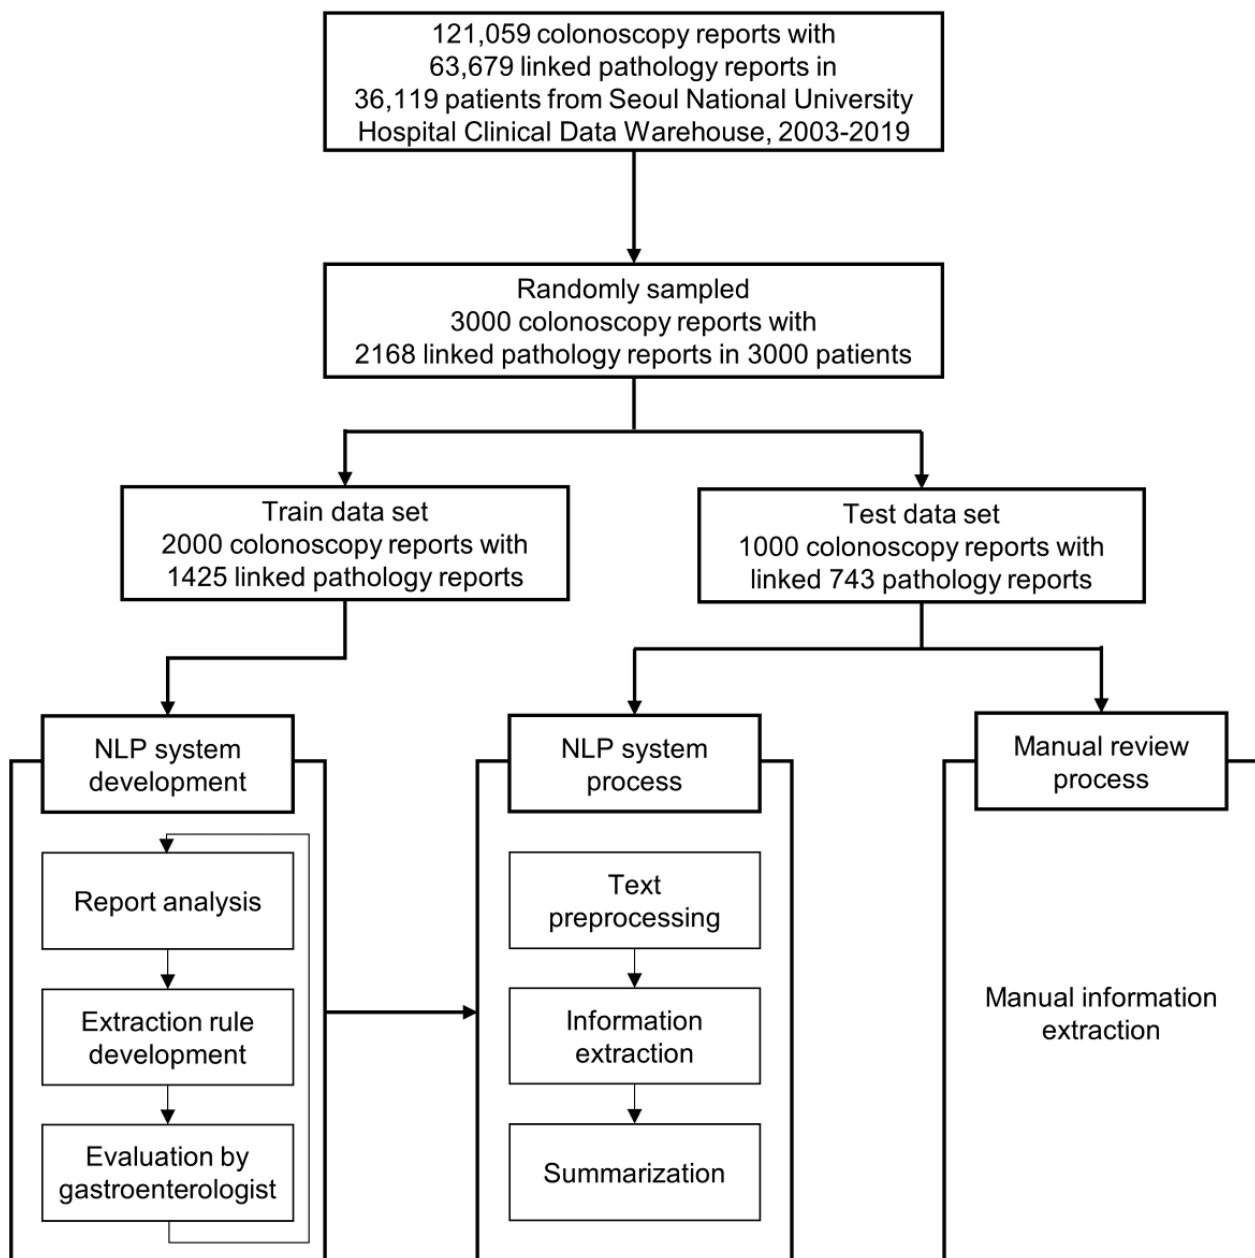 121,059 colonoscopy reports with
63,679 linked pathology reports in
36,119 patients from Seoul National University
Hospital Clinical Data Warehouse, 2003-2019
Randomly sampled
3000 colonoscopy reports with
2168 linked pathology reports in 3000 patients
Train data set
2000 colonoscopy reports with
1425 linked pathology reports
Test data set
1000 colonoscopy reports with
linked 743 pathology reports
NLP system
development
Report analysis
Extraction rule
development
Evaluation by
gastroenterologist
NLP system
process
Text
preprocessing
Information
extraction
Summarization
Manual review
process
Manual information
extraction